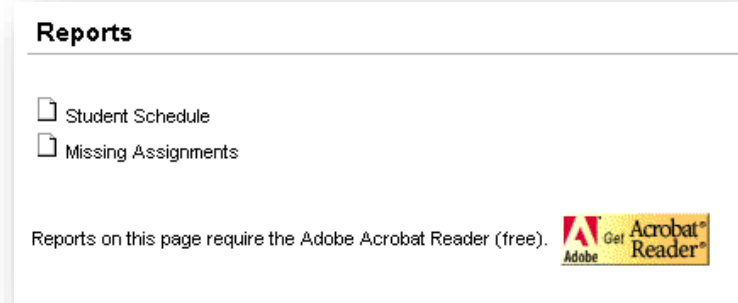 Reports
Student Schedule
Missing Assignments
Reports on this page require the Adobe Acrobat Reader (free).
Adobe
Get Acrobat®
Reader®